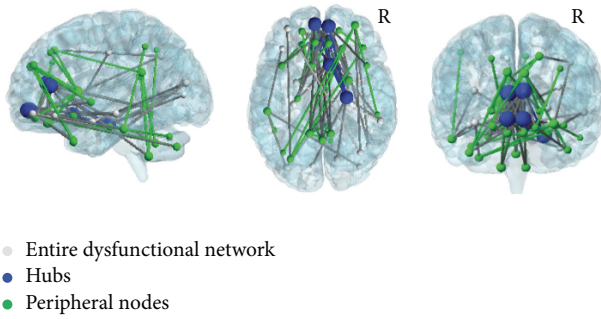 R
R
Entire dysfunctional network
Hubs
Peripheral nodes